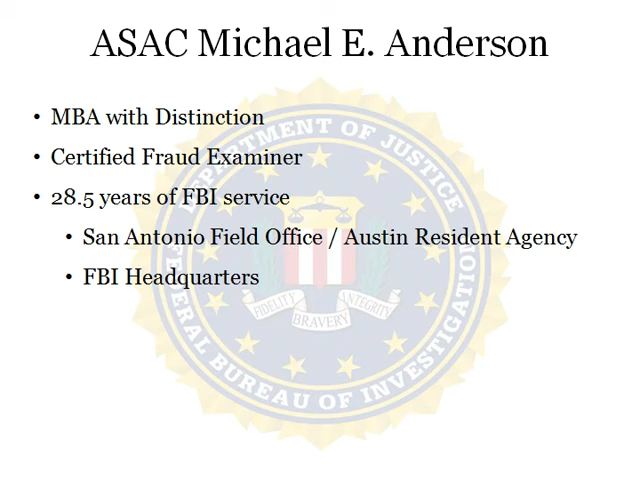 ASAC Michael E. Anderson
• MBA with Distinction
• Certified Fraud Examiner
• 28.5 years of FBI service
• San Antonio Field Office / Austin Resident Agency
• FBI Headquarters
DEPARTMENT OF JUSTICE
FIDELITY BRAVERY INTEGRITY
FEDERAL BUREAU OF INVESTIGATION